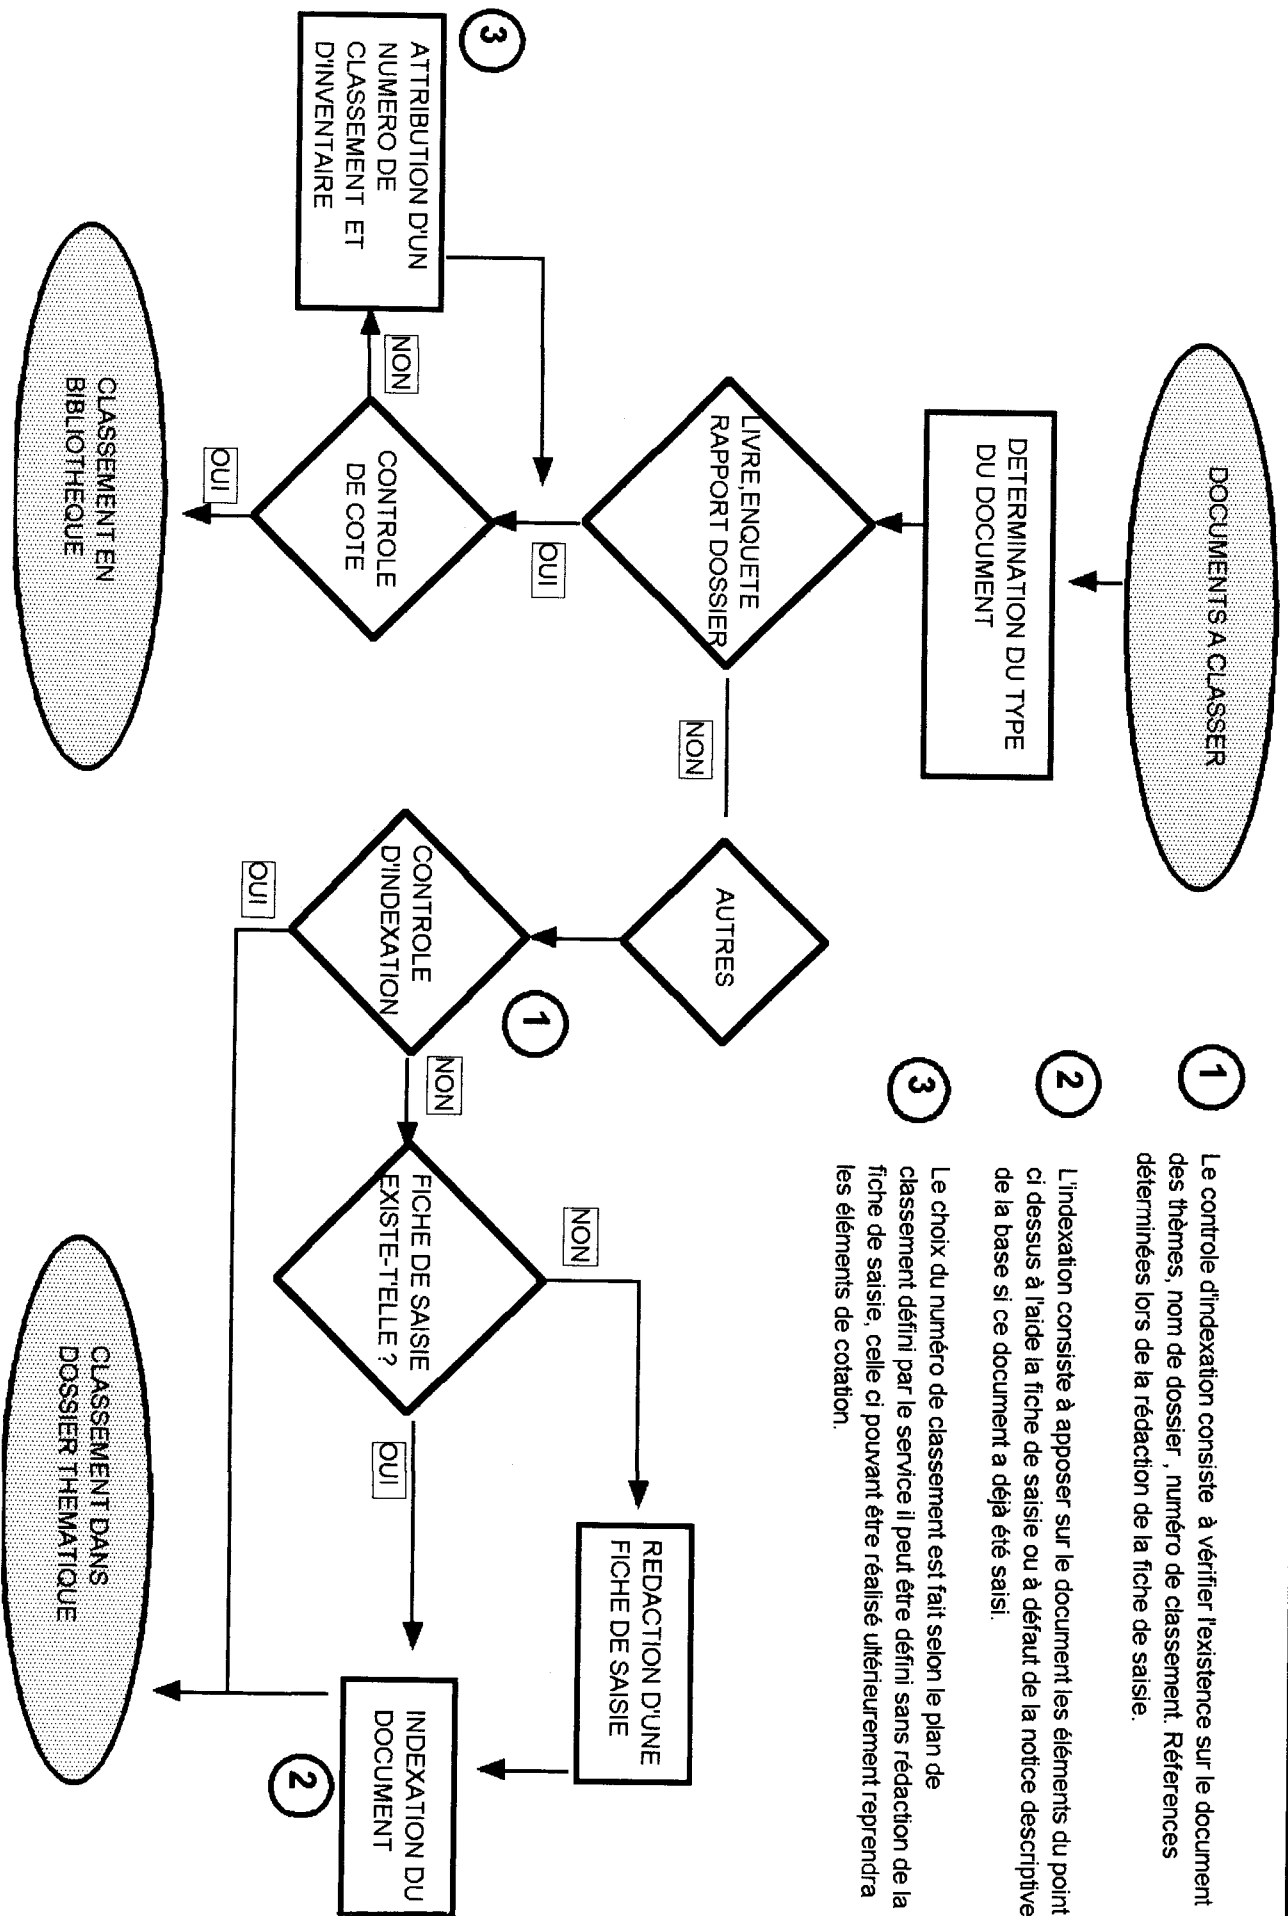 DOCUMENTS A CLASSER
DETERMINATION DU TYPE
DU DOCUMENT
LIVRE,ENQUETE
RAPPORT DOSSIER
NON
AUTRES
OUI
CONTROLE
DE COTE
NON
3
ATTRIBUTION D'UN
NUMERO DE
CLASSEMENT ET
D'INVENTAIRE
OUI
CLASSEMENT EN
BIBLIOTHEQUE
1
CONTROLE
D'INDEXATION
OUI
NON
FICHE DE SAISIE
EXISTE-T'ELLE ?
NON
OUI
REDACTION D'UNE
FICHE DE SAISIE
INDEXATION DU
DOCUMENT
2
CLASSEMENT DANS
DOSSIER THEMATIQUE
1
Le controle d'indexation consiste à vérifier l'existence sur le document
des thèmes, nom de dossier , numéro de classement. Réferences
déterminées lors de la rédaction de la fiche de saisie.
2
L'indexation consiste à apposer sur le document les éléments du point
ci dessus à l'aide la fiche de saisie ou à défaut de la notice descriptive
de la base si ce document a déjà été saisi.
3
Le choix du numéro de classement est fait selon le plan de
classement défini par le service il peut être défini sans rédaction de la
fiche de saisie, celle ci pouvant être réalisé ultérieurement reprendra
les éléments de cotation.